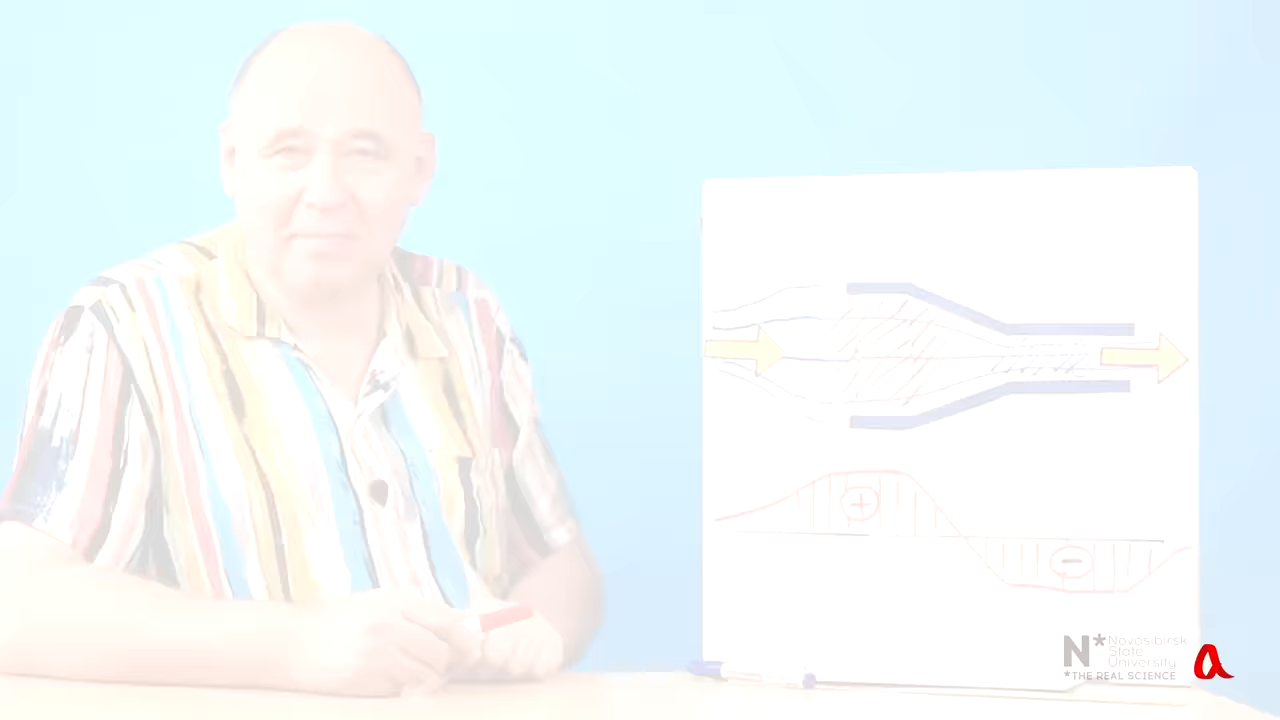 +
−
N* Novosibirsk
State
University
*THE REAL SCIENCE
a